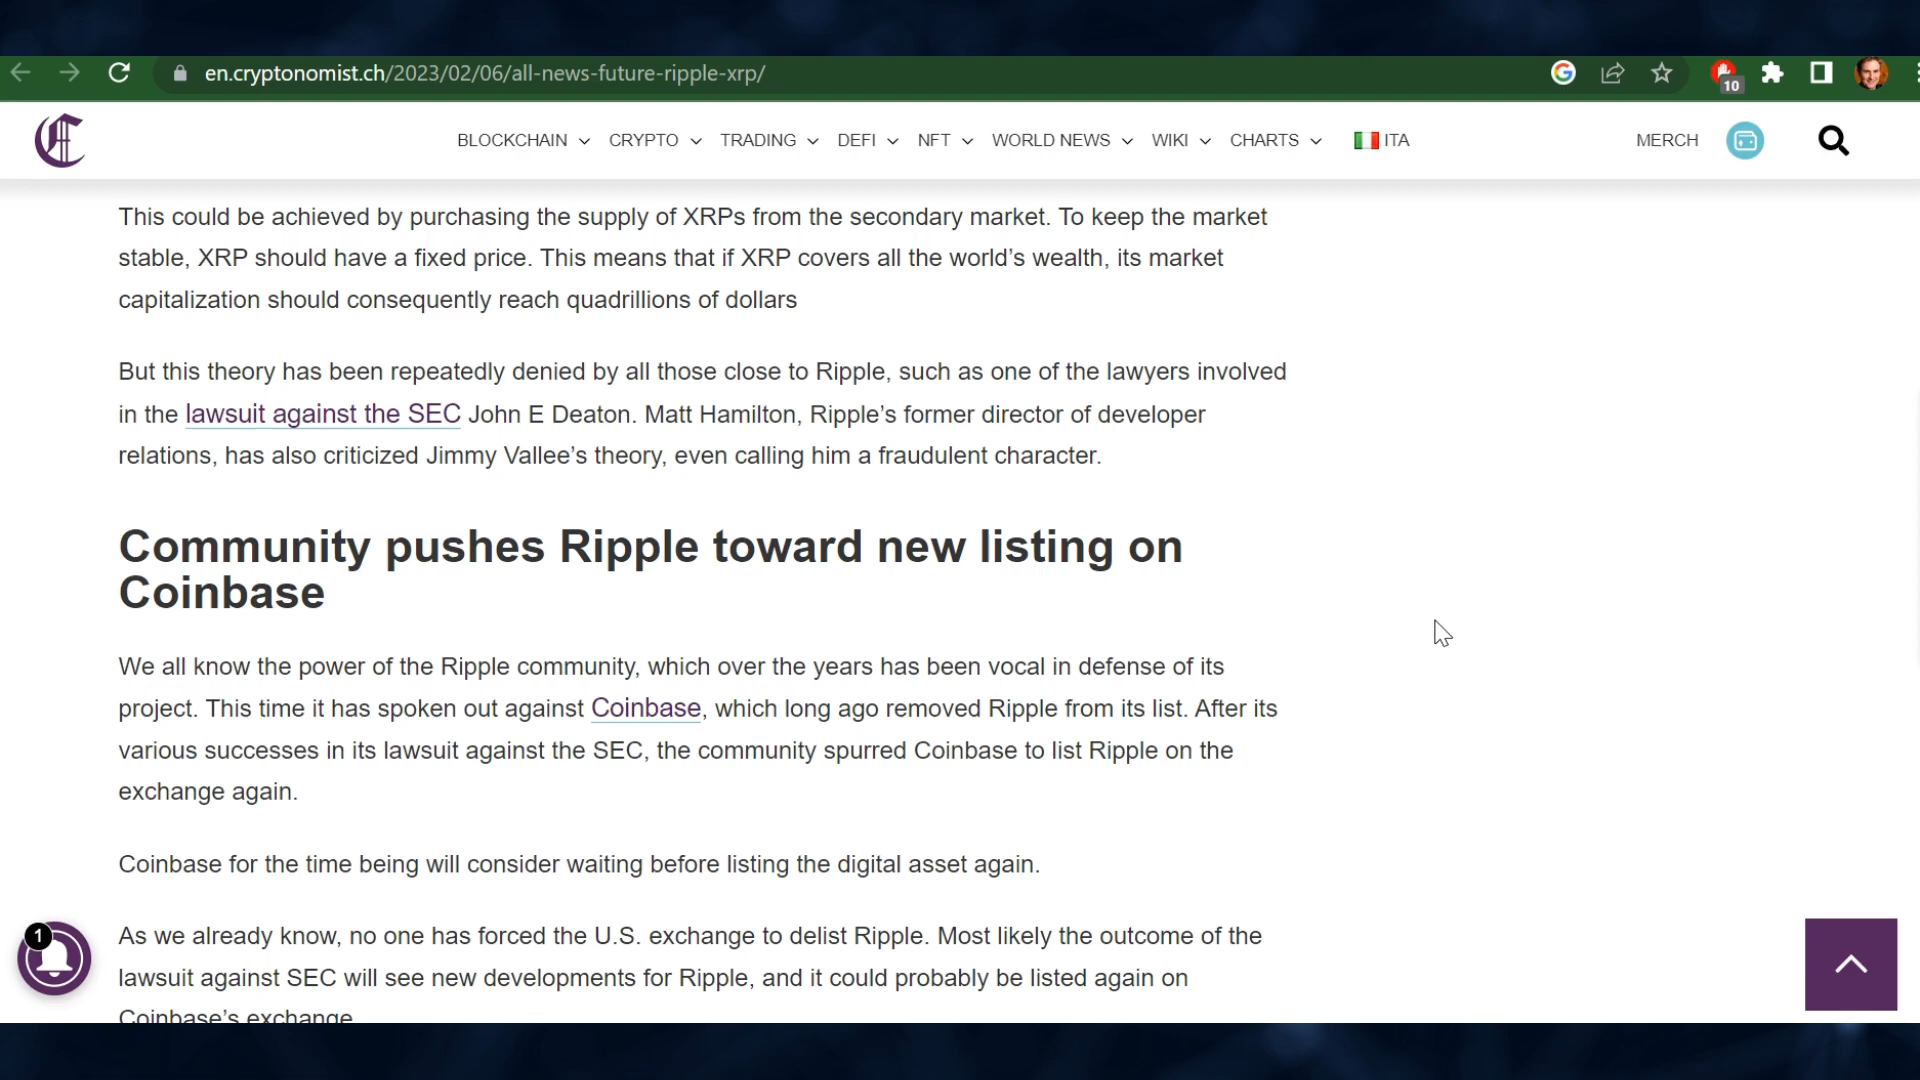 en.cryptonomist.ch/2023/02/06/all-news-future-ripple-xrp/
10
BLOCKCHAIN CRYPTO TRADING DEFI NFT WORLD NEWS WIKI CHARTS ITA MERCH
This could be achieved by purchasing the supply of XRPs from the secondary market. To keep the market
stable, XRP should have a fixed price. This means that if XRP covers all the world’s wealth, its market
capitalization should consequently reach quadrillions of dollars
But this theory has been repeatedly denied by all those close to Ripple, such as one of the lawyers involved
in the lawsuit against the SEC John E Deaton. Matt Hamilton, Ripple’s former director of developer
relations, has also criticized Jimmy Vallee’s theory, even calling him a fraudulent character.
Community pushes Ripple toward new listing on
Coinbase
We all know the power of the Ripple community, which over the years has been vocal in defense of its
project. This time it has spoken out against Coinbase, which long ago removed Ripple from its list. After its
various successes in its lawsuit against the SEC, the community spurred Coinbase to list Ripple on the
exchange again.
Coinbase for the time being will consider waiting before listing the digital asset again.
1
As we already know, no one has forced the U.S. exchange to delist Ripple. Most likely the outcome of the
lawsuit against SEC will see new developments for Ripple, and it could probably be listed again on
Coinbase’s exchange